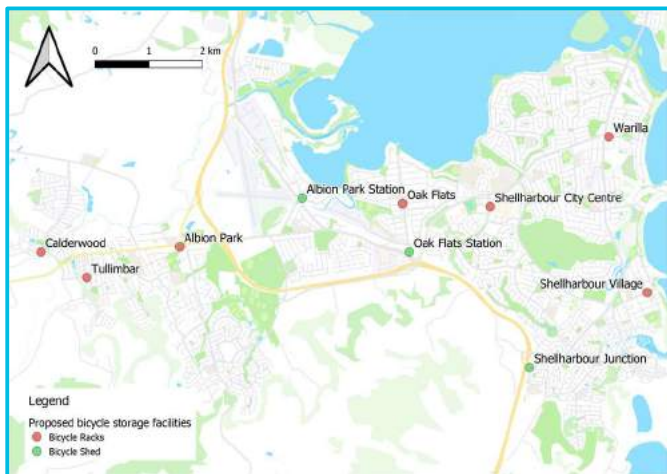 0 1 2 km
Warilla
Albion Park Station
Oak Flats
Shellharbour City Centre
Albion Park
Oak Flats Station
Calderwood
Tullimbar
Shellharbour Village
Shellharbour Junction
Legend
Proposed bicycle storage facilities
Bicycle Racks
Bicycle Shed